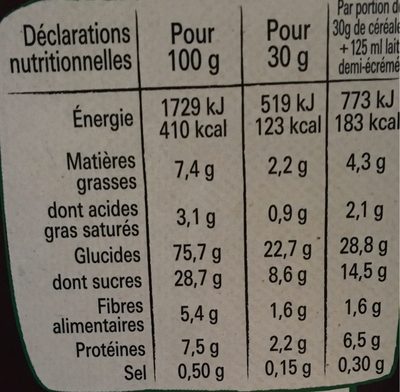 Déclarations nutritionnelles Pour 100 g Pour 30 g Par portion de 30g de céréale + 125 ml lait demi-écrémé
Énergie 1729 kJ 410 kcal 519 kJ 123 kcal 773 kJ 183 kcal
Matières grasses 7,4 g 2,2 g 4,3 g
dont acides gras saturés 3,1 g 0,9 g 2,1 g
Glucides 75,7 g 22,7 g 28,8 g
dont sucres 28,7 g 8,6 g 14,5 g
Fibres alimentaires 5,4 g 1,6 g 1,6 g
Protéines 7,5 g 2,2 g 6,5 g
Sel 0,50 g 0,15 g 0,30 g